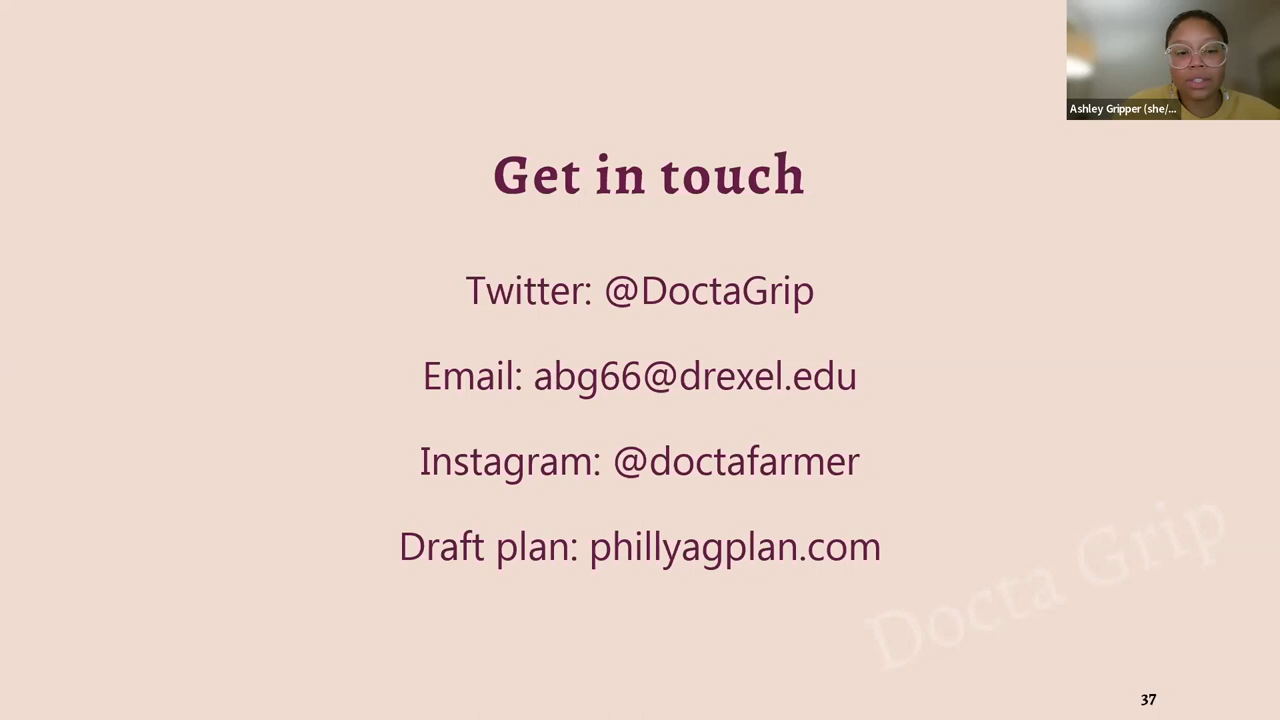 Ashley Gripper (she/...
Get in touch
Twitter: @DoctaGrip
Email: abg66@drexel.edu
Instagram: @doctafarmer
Draft plan: phillyagplan.com
Docta Grip
37